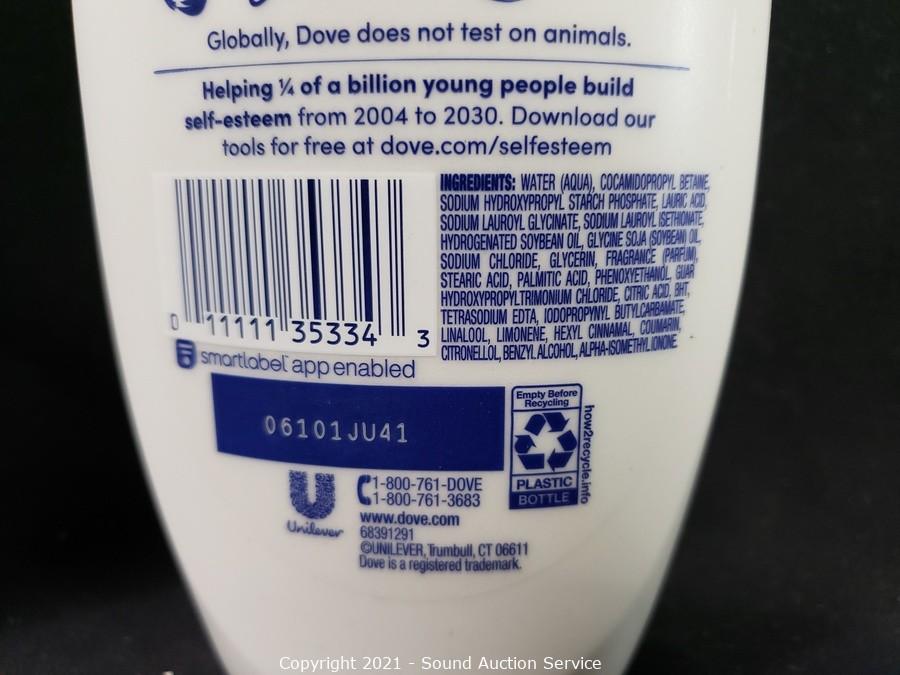 Globally, Dove does not test on animals.
Helping ¼ of a billion young people build
self-esteem from 2004 to 2030. Download our
tools for free at dove.com/selfesteem
INGREDIENTS: WATER (AQUA), COCAMIDOPROPYL BETAINE,
SODIUM HYDROXYPROPYL STARCH PHOSPHATE, LAURIC ACID,
SODIUM LAUROYL GLYCINATE, SODIUM LAUROYL ISETHIONATE,
HYDROGENATED SOYBEAN OIL, GLYCINE SOJA (SOYBEAN) OIL,
SODIUM CHLORIDE, GLYCERIN, FRAGRANCE (PARFUM),
STEARIC ACID, PALMITIC ACID, PHENOXYETHANOL, GUAR
HYDROXYPROPYLTRIMONIUM CHLORIDE, CITRIC ACID, BHT,
TETRASODIUM EDTA, IODOPROPYNYL BUTYLCARBAMATE,
LINALOOL, LIMONENE, HEXYL CINNAMAL, COUMARIN,
CITRONELLOL, BENZYL ALCOHOL, ALPHA-ISOMETHYL IONONE.
0 11111 35334 3
smartlabel™ app enabled
06101JU41
Empty Before
Recycling
PLASTIC
BOTTLE
how2recycle.info
Unilever
1-800-761-DOVE
1-800-761-3683
www.dove.com
68391291
©UNILEVER, Trumbull, CT 06611
Dove is a registered trademark.
Copyright 2021 - Sound Auction Service